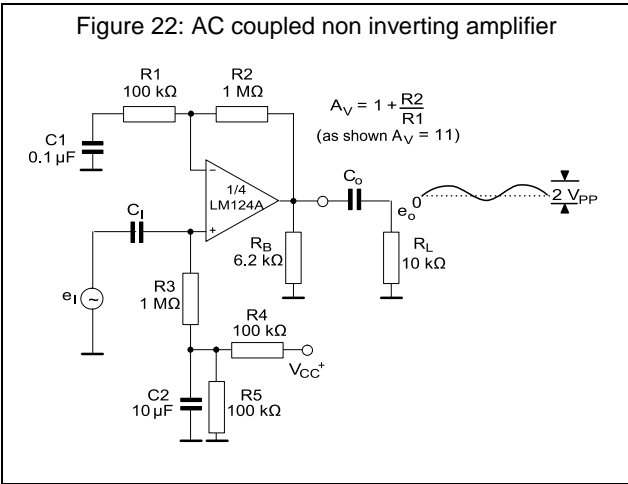 Figure 22: AC coupled non inverting amplifier
R1
100 kΩ
R2
1 MΩ
A_V = 1 + R2/R1
(as shown A_V = 11)
C1
0.1 µF
1/4
LM124A
C_o
0
e_o
2 V_PP
C_I
R_B
6.2 kΩ
R_L
10 kΩ
e_I
~
R3
1 MΩ
R4
100 kΩ
V_CC+
C2
10 µF
R5
100 kΩ